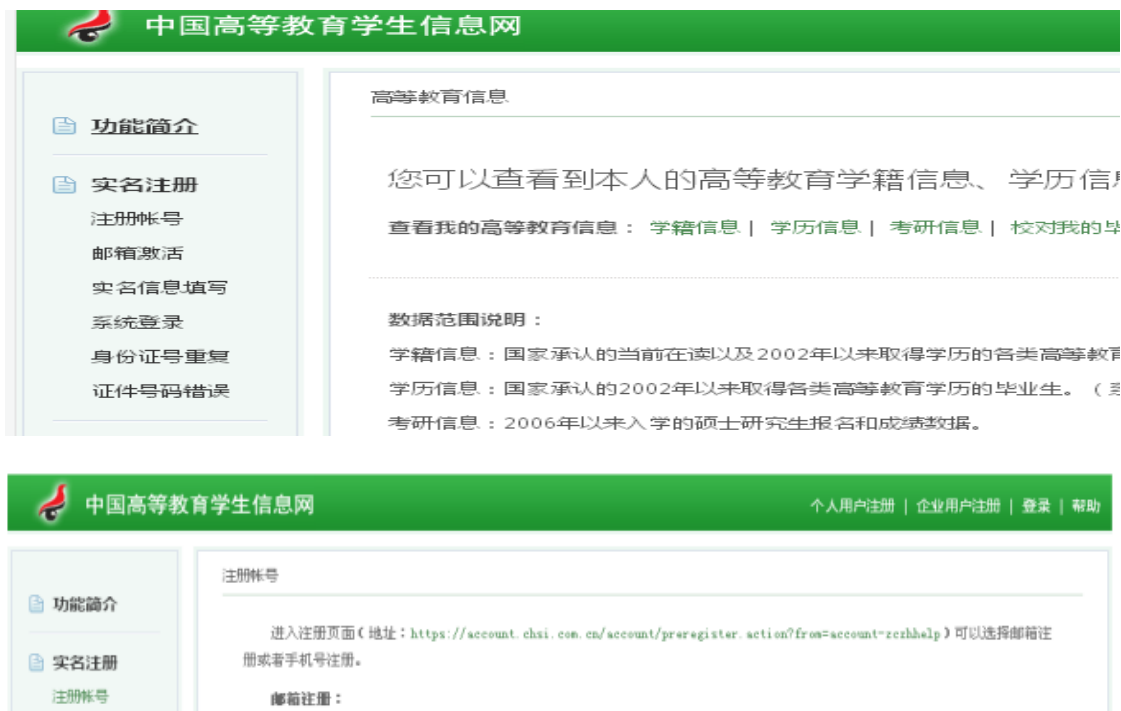 中国高等教育学生信息网
高等教育信息
功能简介
实名注册
注册帐号
邮箱激活
实名信息填写
系统登录
身份证号重复
证件号码错误
您可以查看到本人的高等教育学籍信息、学历信
查看我的高等教育信息：学籍信息 | 学历信息 | 考研信息 | 校对我的毕
数据范围说明：
学籍信息：国家承认的当前在读以及2002年以来取得学历的各类高等教育
学历信息：国家承认的2002年以来取得各类高等教育学历的毕业生。（
考研信息：2006年以来入学的硕士研究生报名和成绩数据。
中国高等教育学生信息网
个人用户注册 | 企业用户注册 | 登录 | 帮助
功能简介
实名注册
注册帐号
注册帐号
进入注册页面（地址：https://account.chsi.com.cn/account/preregister.action?from=account-zczhhelp）可以选择邮箱注
册或者手机号注册。
邮箱注册：